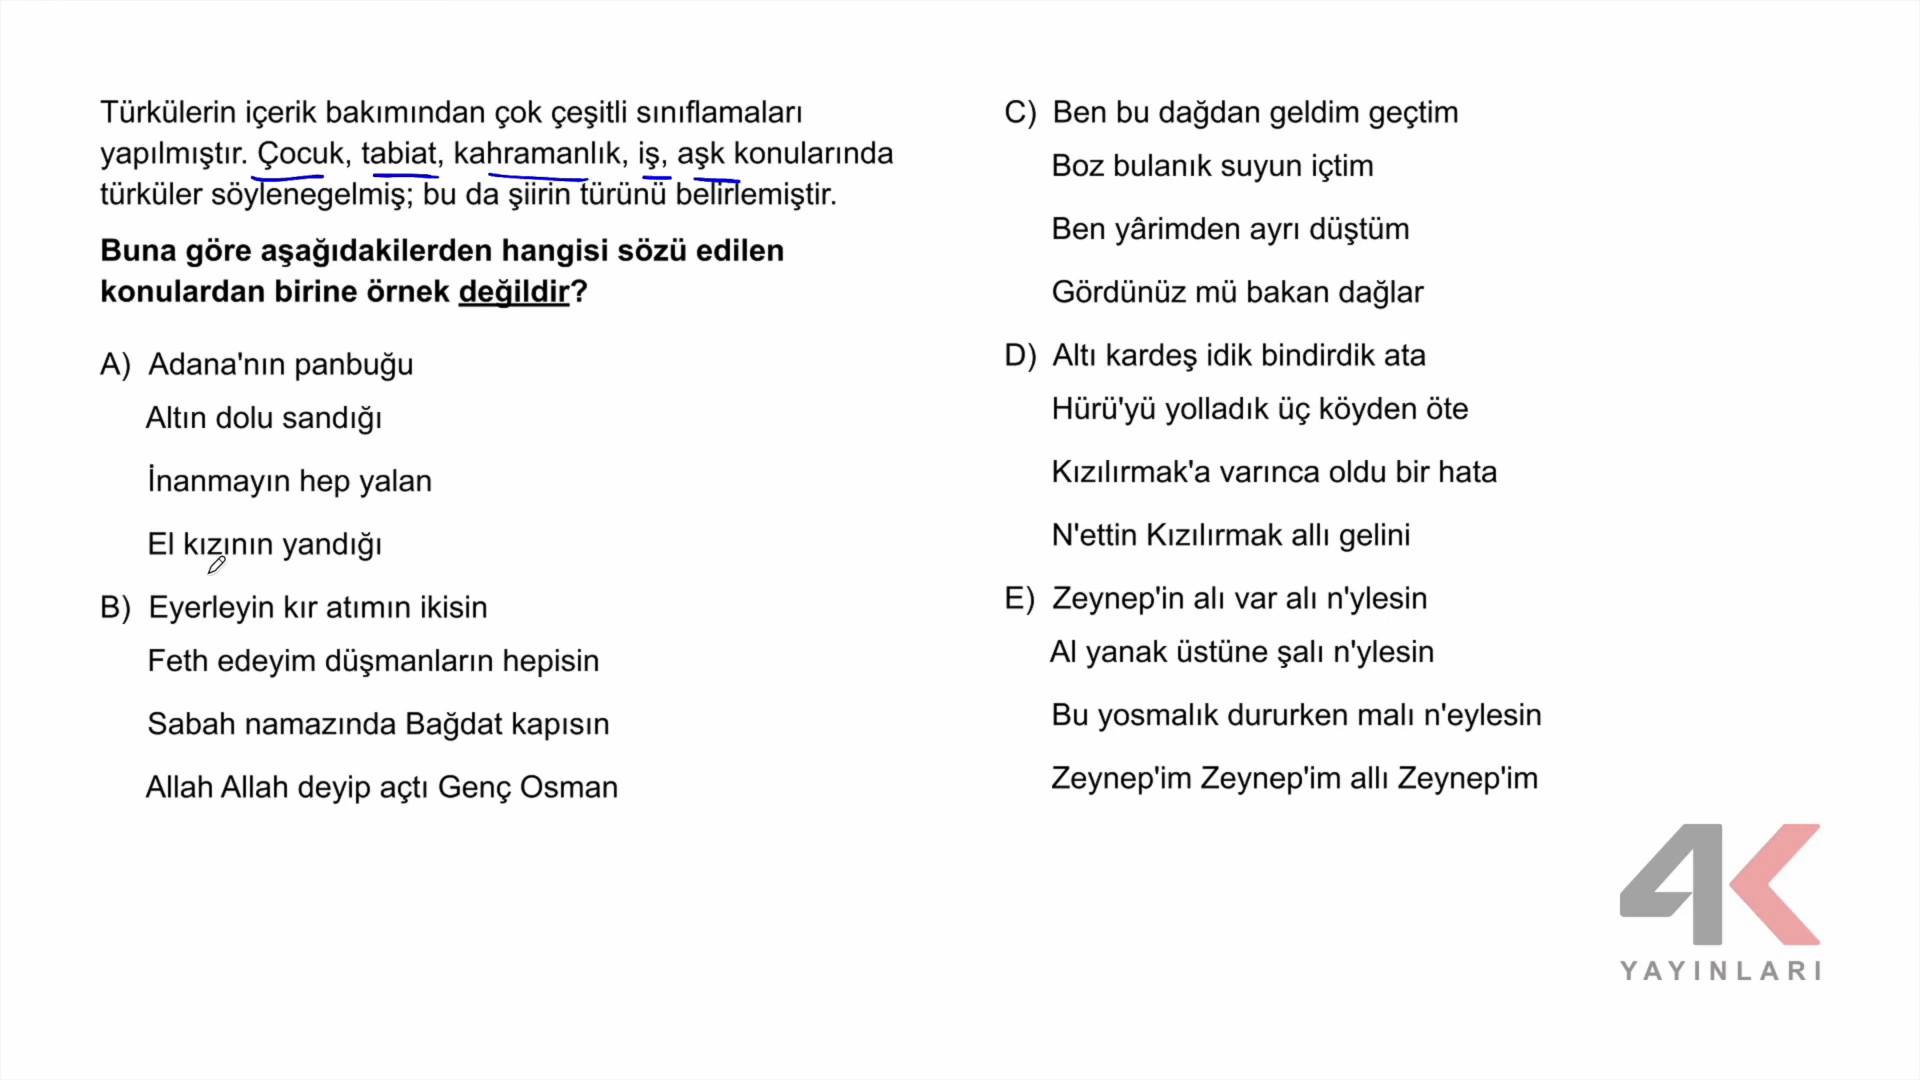 Türkülerin içerik bakımından çok çeşitli sınıflamaları
yapılmıştır. Çocuk, tabiat, kahramanlık, iş, aşk konularında
türküler söylenegelmiş; bu da şiirin türünü belirlemiştir.
Buna göre aşağıdakilerden hangisi sözü edilen
konulardan birine örnek değildir?
A) Adana'nın panbuğu
Altın dolu sandığı
İnanmayın hep yalan
El kızının yandığı
B) Eyerleyin kır atımın ikisin
Feth edeyim düşmanların hepisin
Sabah namazında Bağdat kapısın
Allah Allah deyip açtı Genç Osman
C) Ben bu dağdan geldim geçtim
Boz bulanık suyun içtim
Ben yârimden ayrı düştüm
Gördünüz mü bakan dağlar
D) Altı kardeş idik bindirdik ata
Hürü'yü yolladık üç köyden öte
Kızılırmak'a varınca oldu bir hata
N'ettin Kızılırmak allı gelini
E) Zeynep'in alı var alı n'ylesin
Al yanak üstüne şalı n'ylesin
Bu yosmalık dururken malı n'eylesin
Zeynep'im Zeynep'im allı Zeynep'im
4K
YAYINLARI